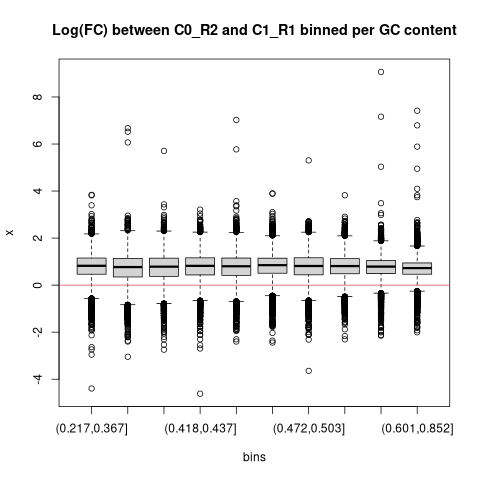 Log(FC) between C0_R2 and C1_R1 binned per GC content
8
6
4
2
0
-2
-4
x
(0.217,0.367] (0.418,0.437] (0.472,0.503] (0.601,0.852]
bins